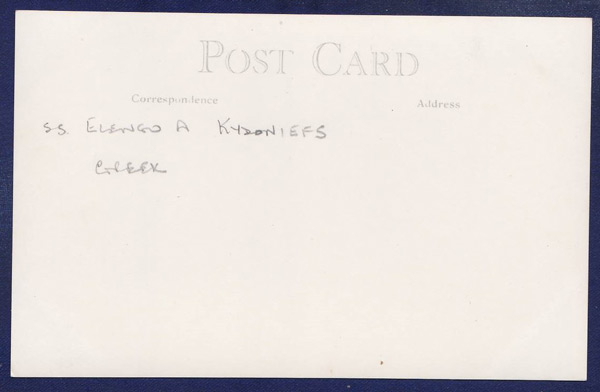 POST CARD
Correspondence
Address
S.S. ELENGO A KYDONIEFS
GREEK